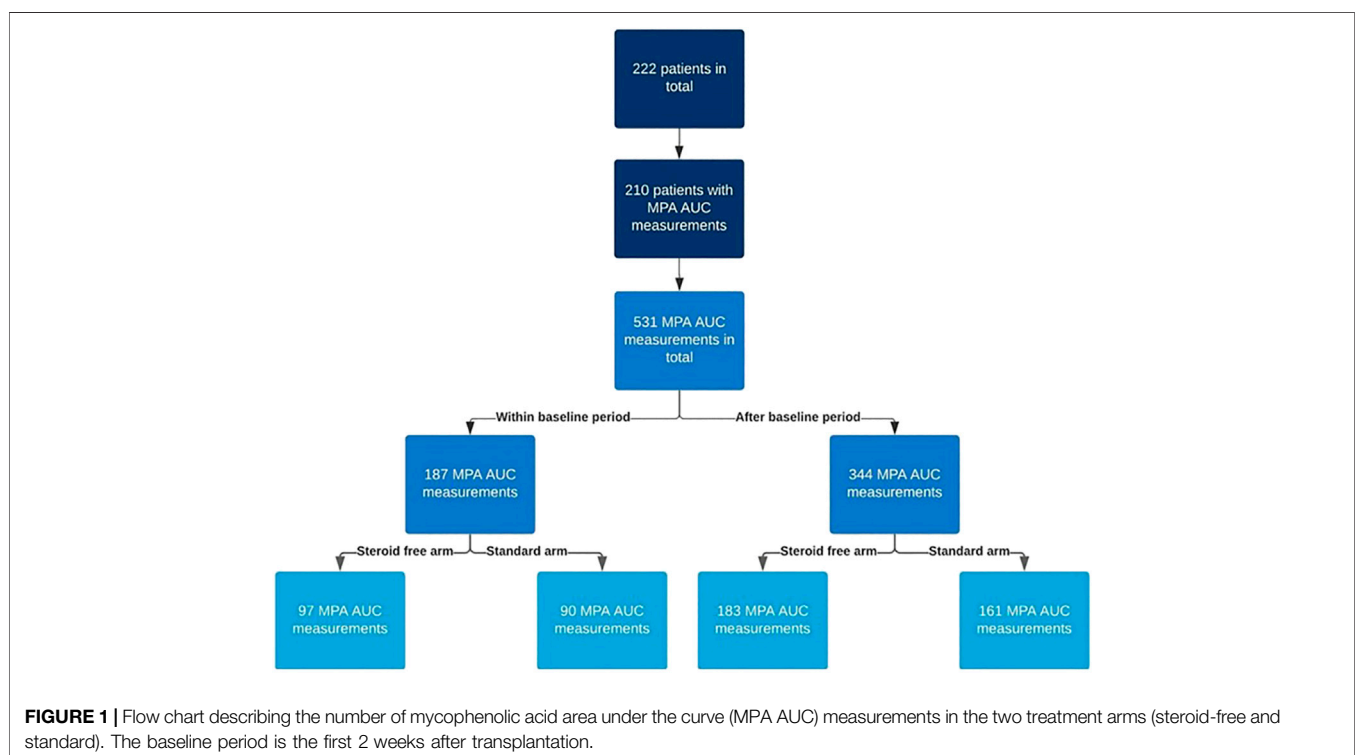 222 patients in
total
210 patients with
MPA AUC
measurements
531 MPA AUC
measurements in
total
Within baseline period
After baseline period
187 MPA AUC
measurements
344 MPA AUC
measurements
Steroid free arm
Standard arm
Steroid free arm
Standard arm
97 MPA AUC
measurements
90 MPA AUC
measurements
183 MPA AUC
measurements
161 MPA AUC
measurements
FIGURE 1 | Flow chart describing the number of mycophenolic acid area under the curve (MPA AUC) measurements in the two treatment arms (steroid-free and
standard). The baseline period is the first 2 weeks after transplantation.